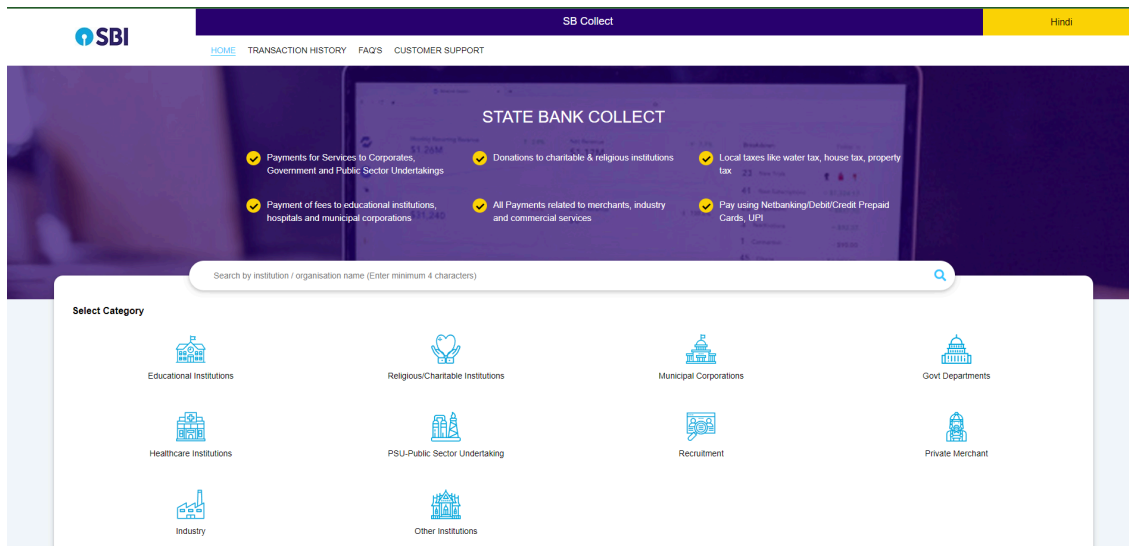 SBI
SB Collect
Hindi
HOME TRANSACTION HISTORY FAQ'S CUSTOMER SUPPORT
STATE BANK COLLECT
Payments for Services to Corporates,
Government and Public Sector Undertakings
Donations to charitable & religious institutions
Local taxes like water tax, house tax, property
tax
Payment of fees to educational institutions,
hospitals and municipal corporations
All Payments related to merchants, industry
and commercial services
Pay using Netbanking/Debit/Credit Prepaid
Cards, UPI
$1.26M
$31,240
Search by institution / organisation name (Enter minimum 4 characters)
Select Category
Educational Institutions
Religious/Charitable Institutions
Municipal Corporations
Govt Departments
Healthcare Institutions
PSU-Public Sector Undertaking
Recruitment
Private Merchant
Industry
Other Institutions